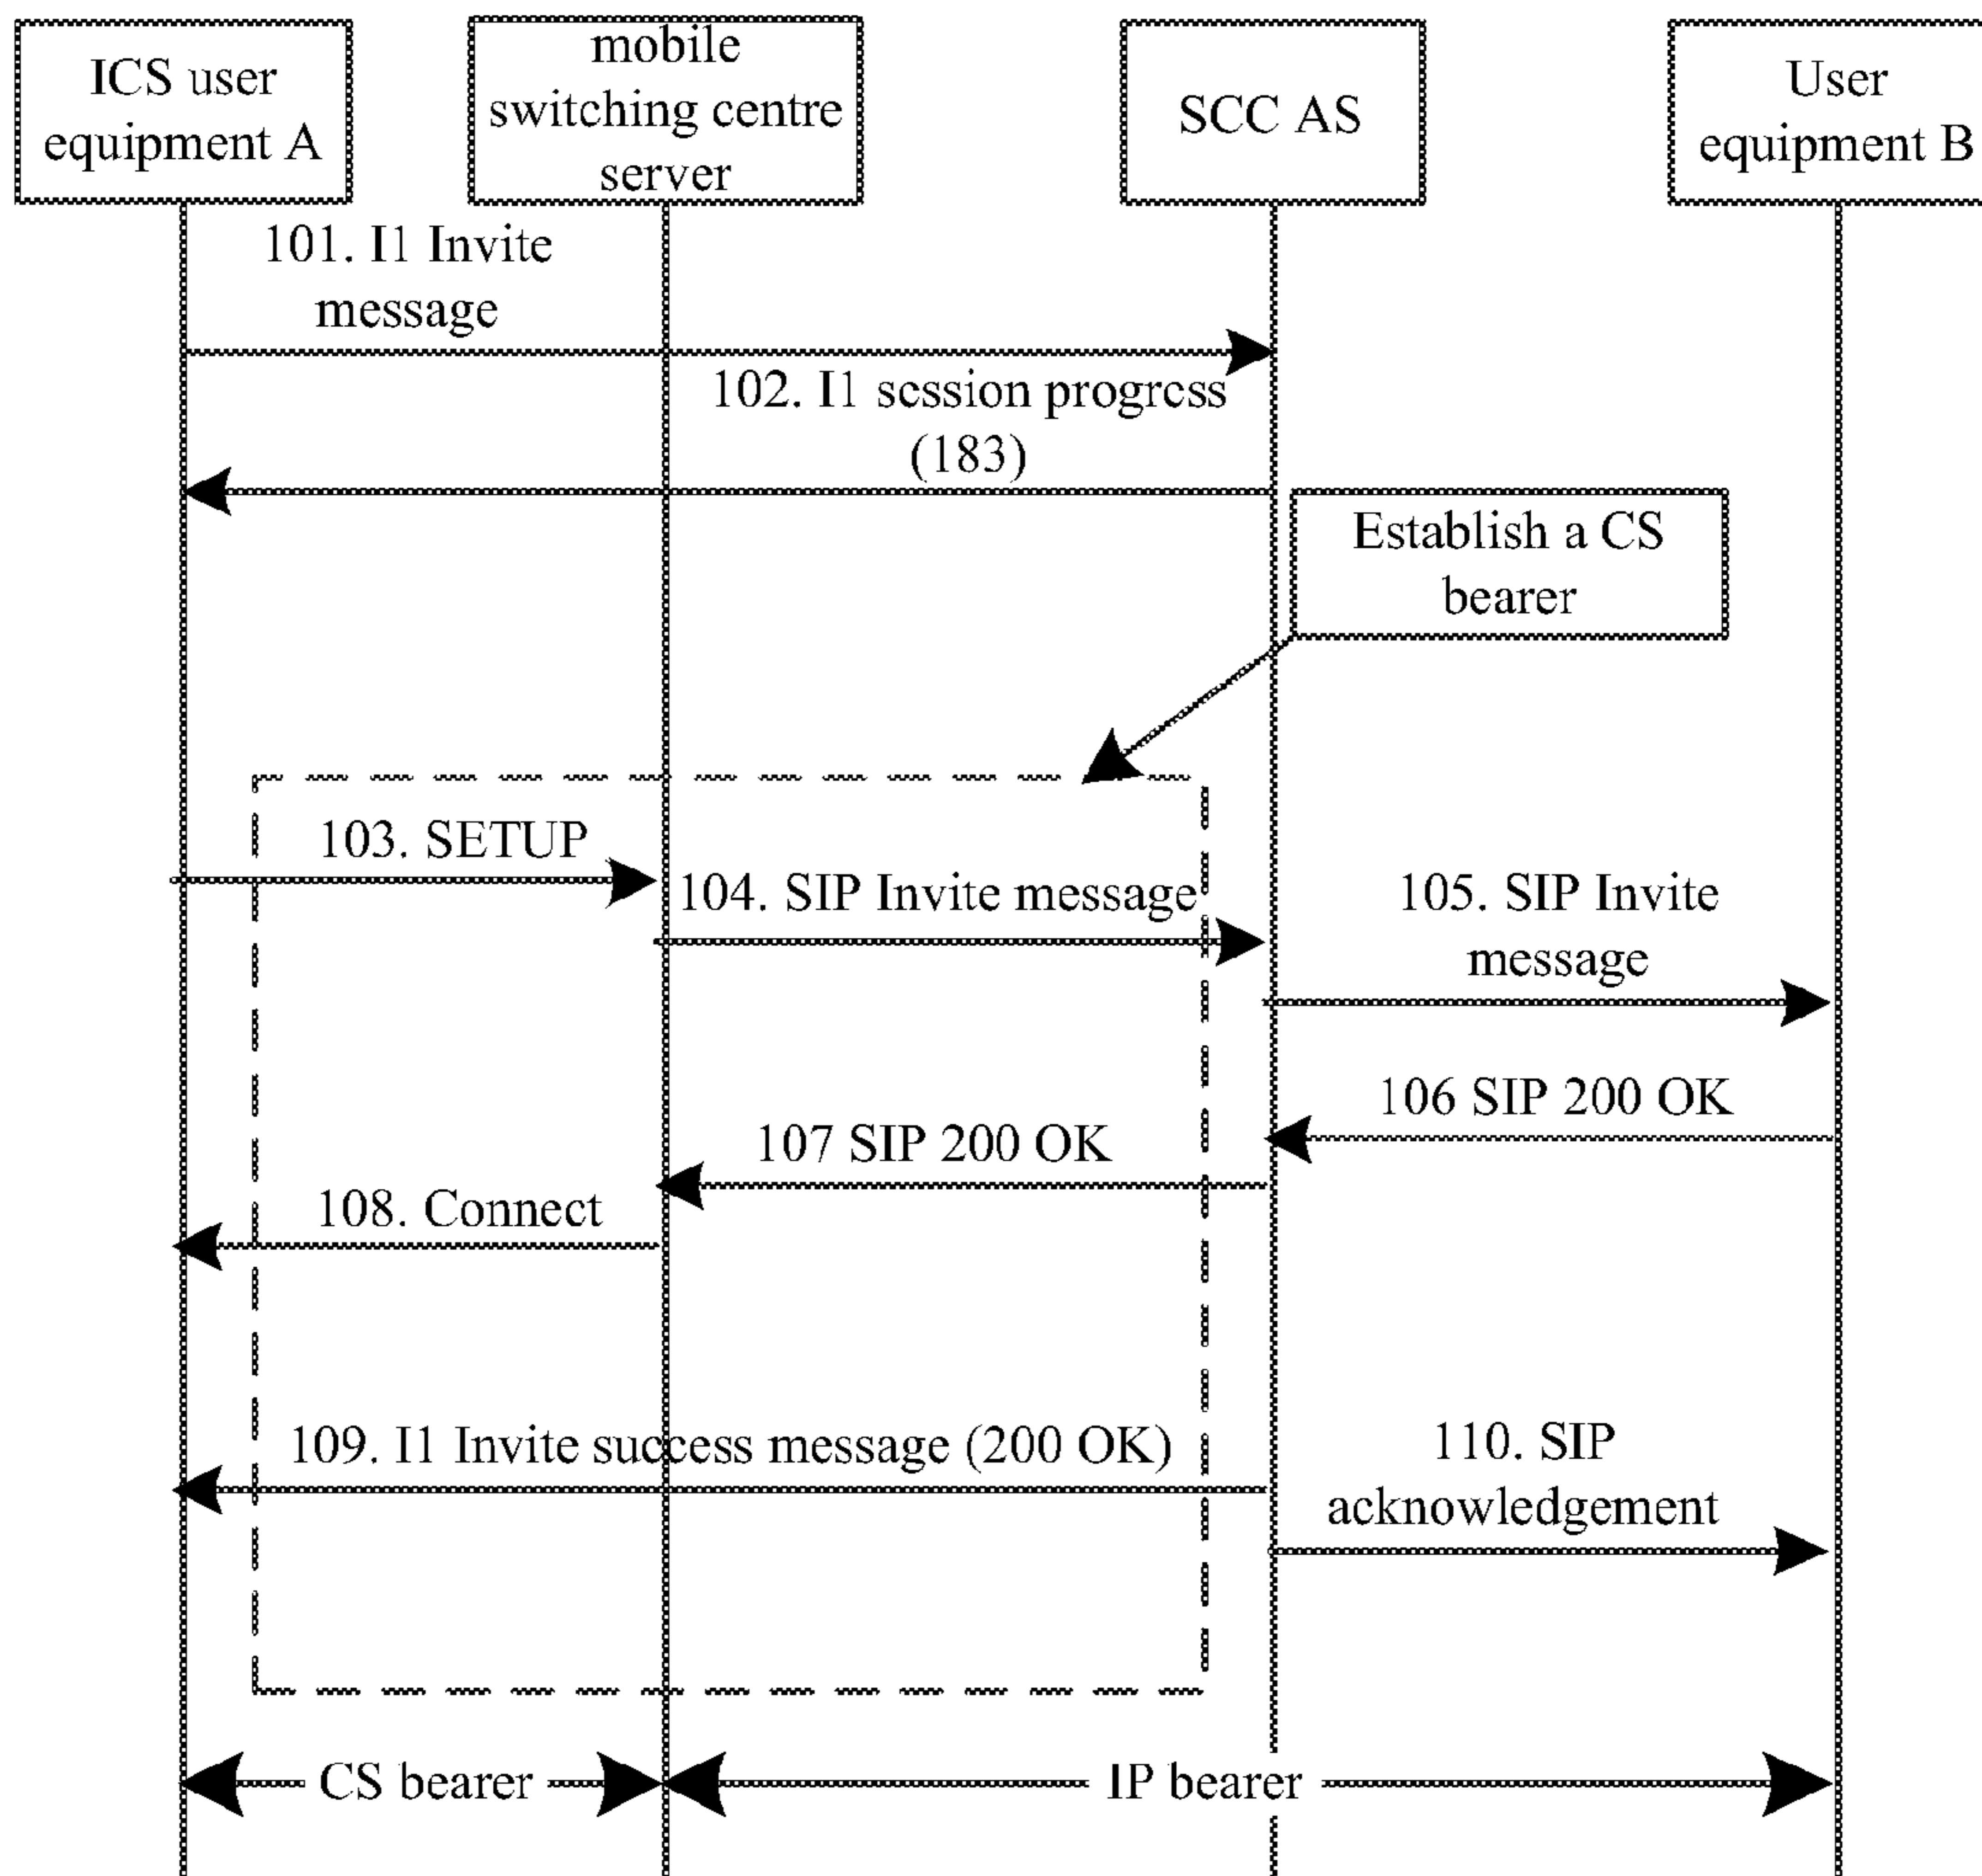 ICS user
equipment A
mobile
switching centre
server
SCC AS
User
equipment B
101. I1 Invite
message
102. I1 session progress
(183)
Establish a CS
bearer
103. SETUP
104. SIP Invite message
105. SIP Invite
message
106 SIP 200 OK
107 SIP 200 OK
108. Connect
109. I1 Invite success message (200 OK)
110. SIP
acknowledgement
CS bearer
IP bearer